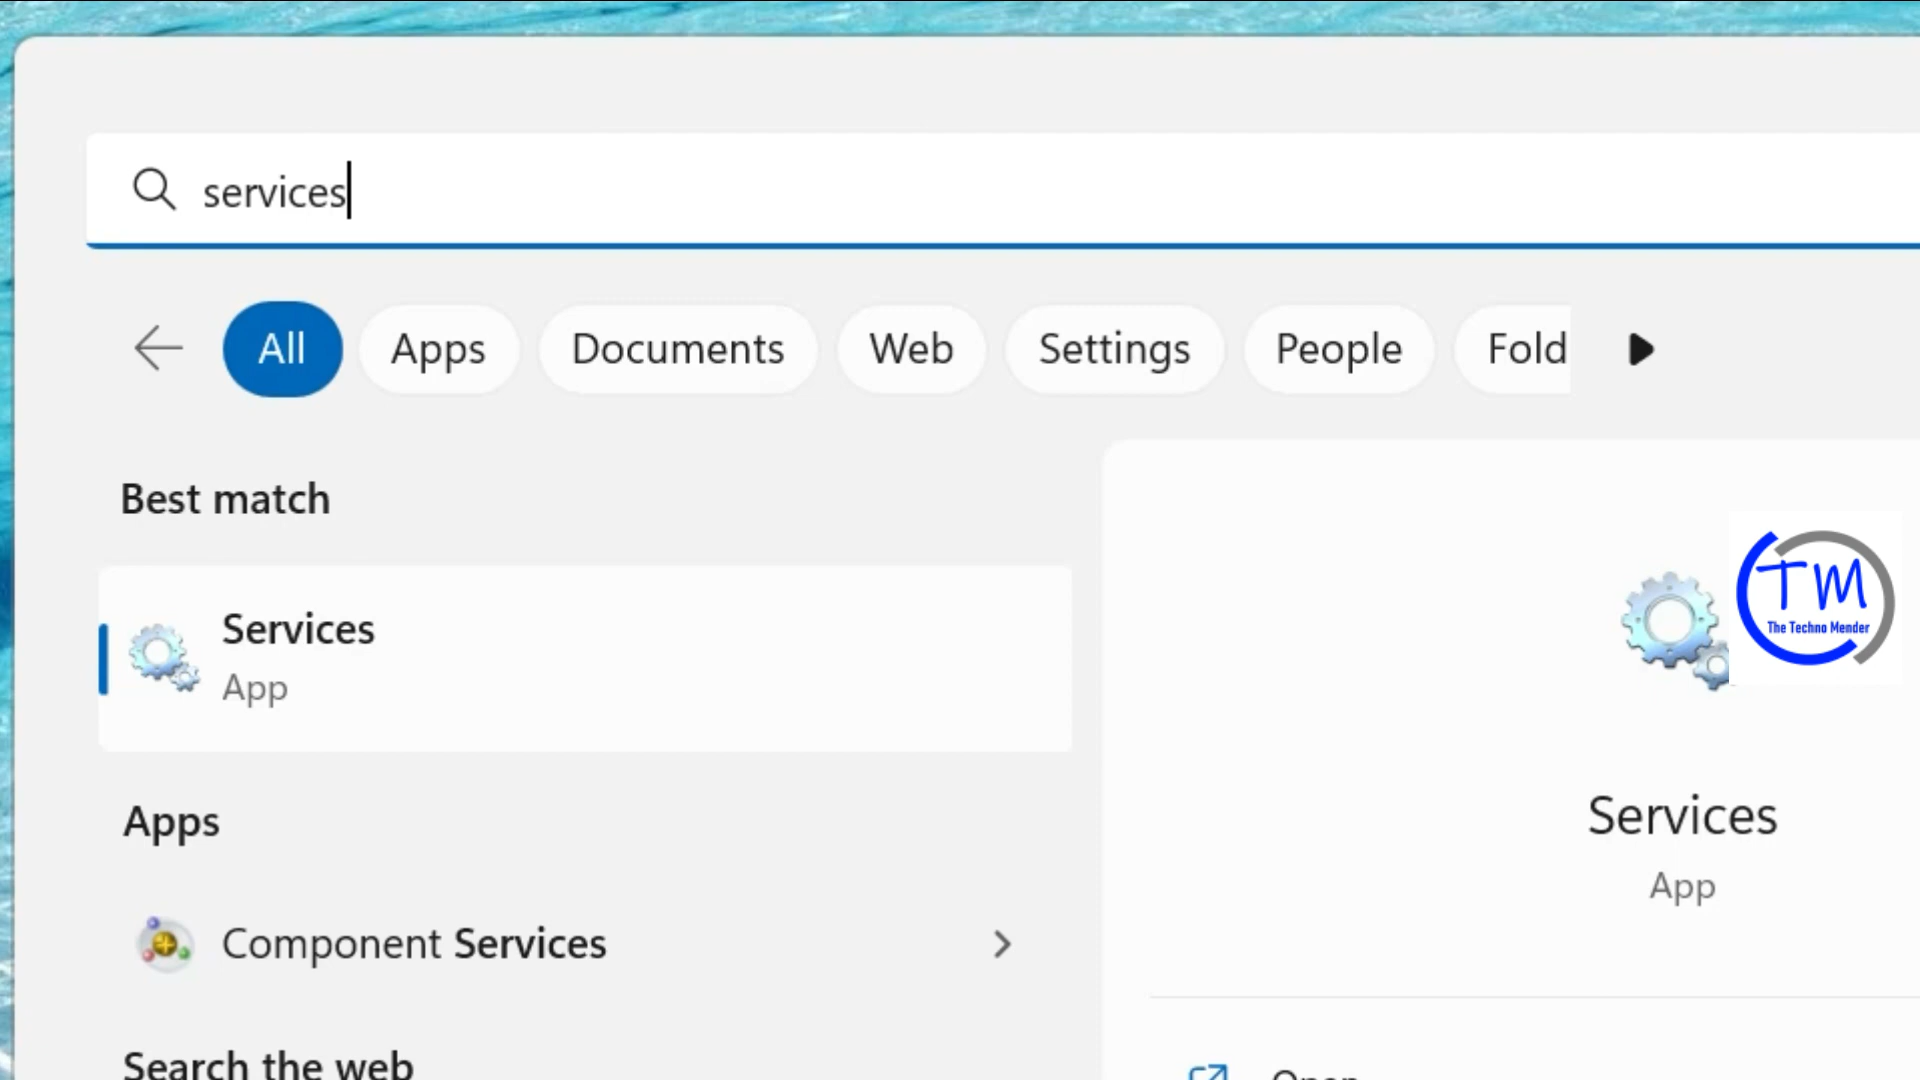 services
All Apps Documents Web Settings People Fold
Best match
Services
App
Apps
Component Services
Search the web
TM
The Techno Mender
Services
App
Open